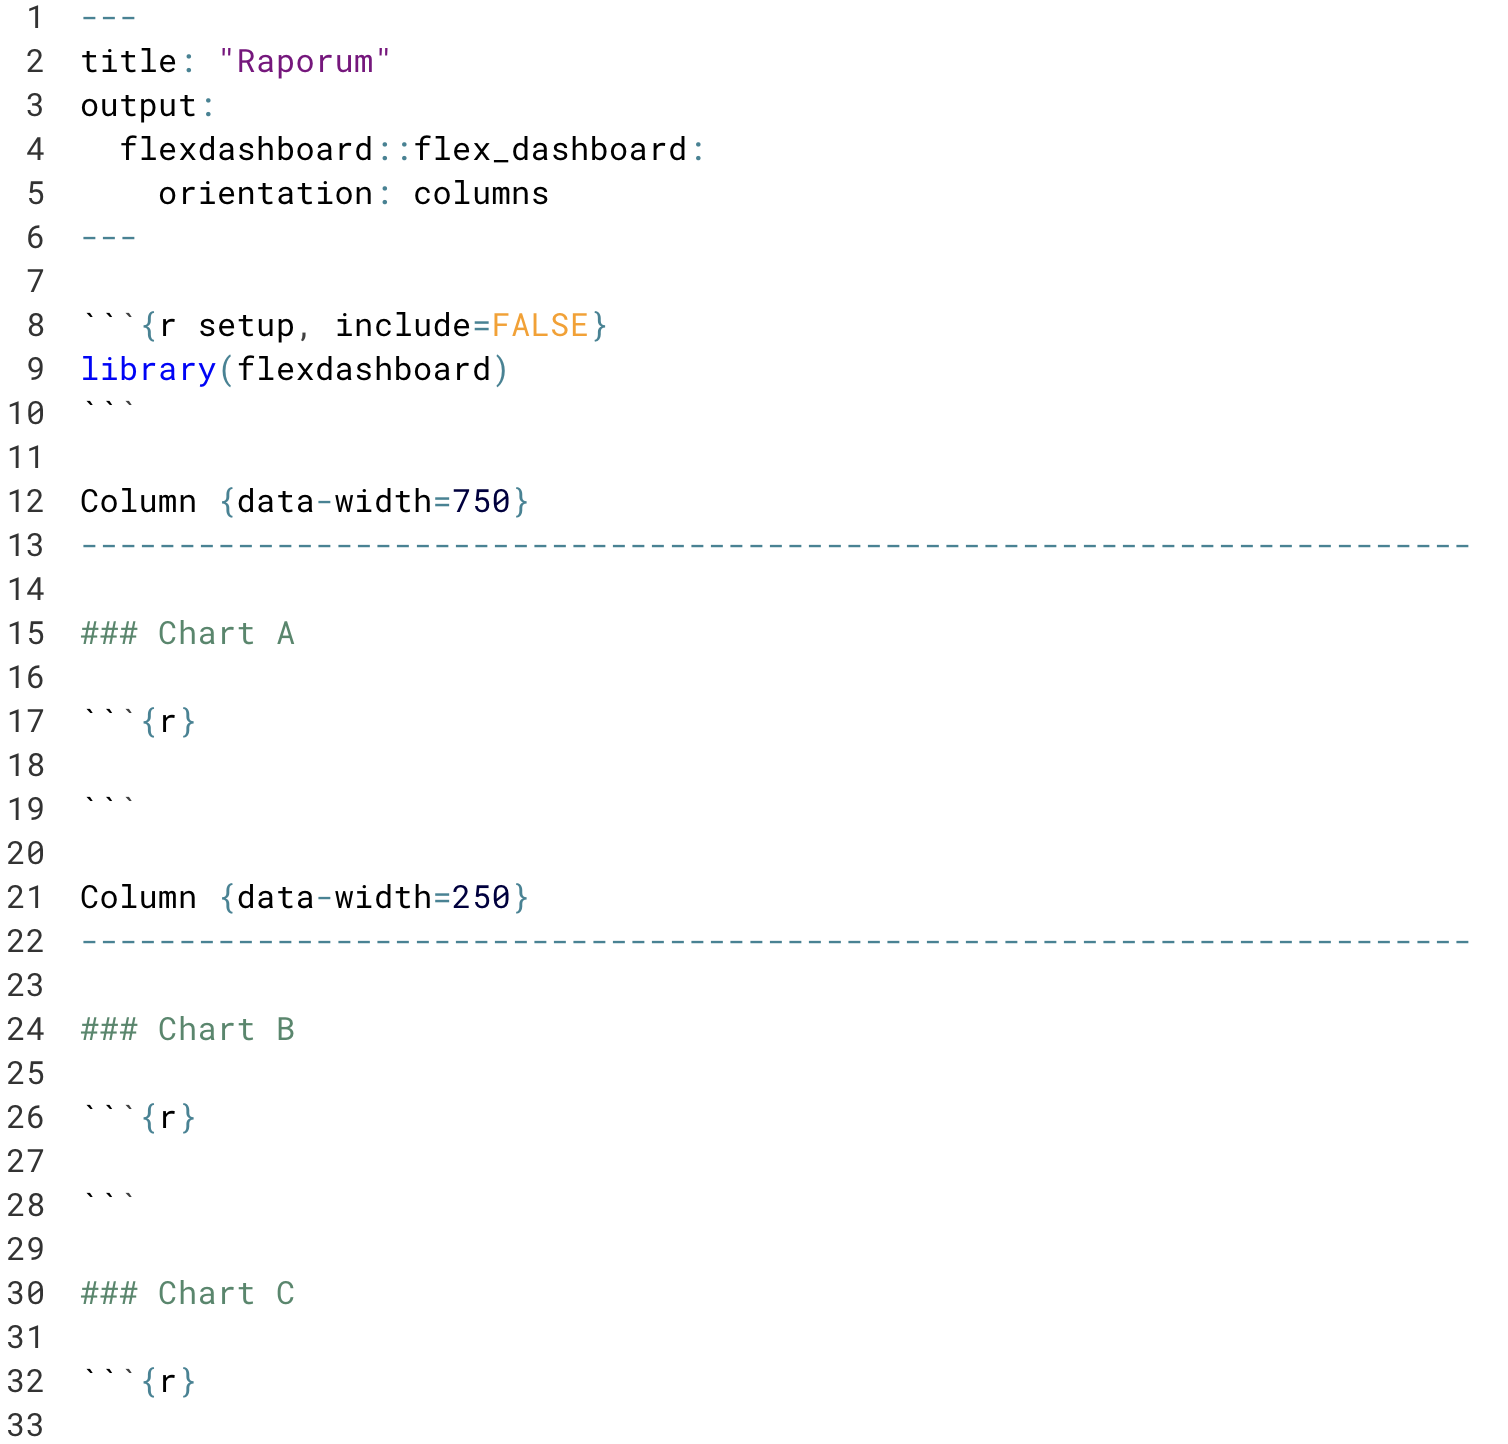 1 ---
2 title: "Raporum"
3 output:
4   flexdashboard::flex_dashboard:
5     orientation: columns
6 ---
7
8 ```{r setup, include=FALSE}
9 library(flexdashboard)
10 ```
11
12 Column {data-width=750}
13 -----------------------------------------------------------------------
14
15 ### Chart A
16
17 ```{r}
18
19 ```
20
21 Column {data-width=250}
22 -----------------------------------------------------------------------
23
24 ### Chart B
25
26 ```{r}
27
28 ```
29
30 ### Chart C
31
32 ```{r}
33